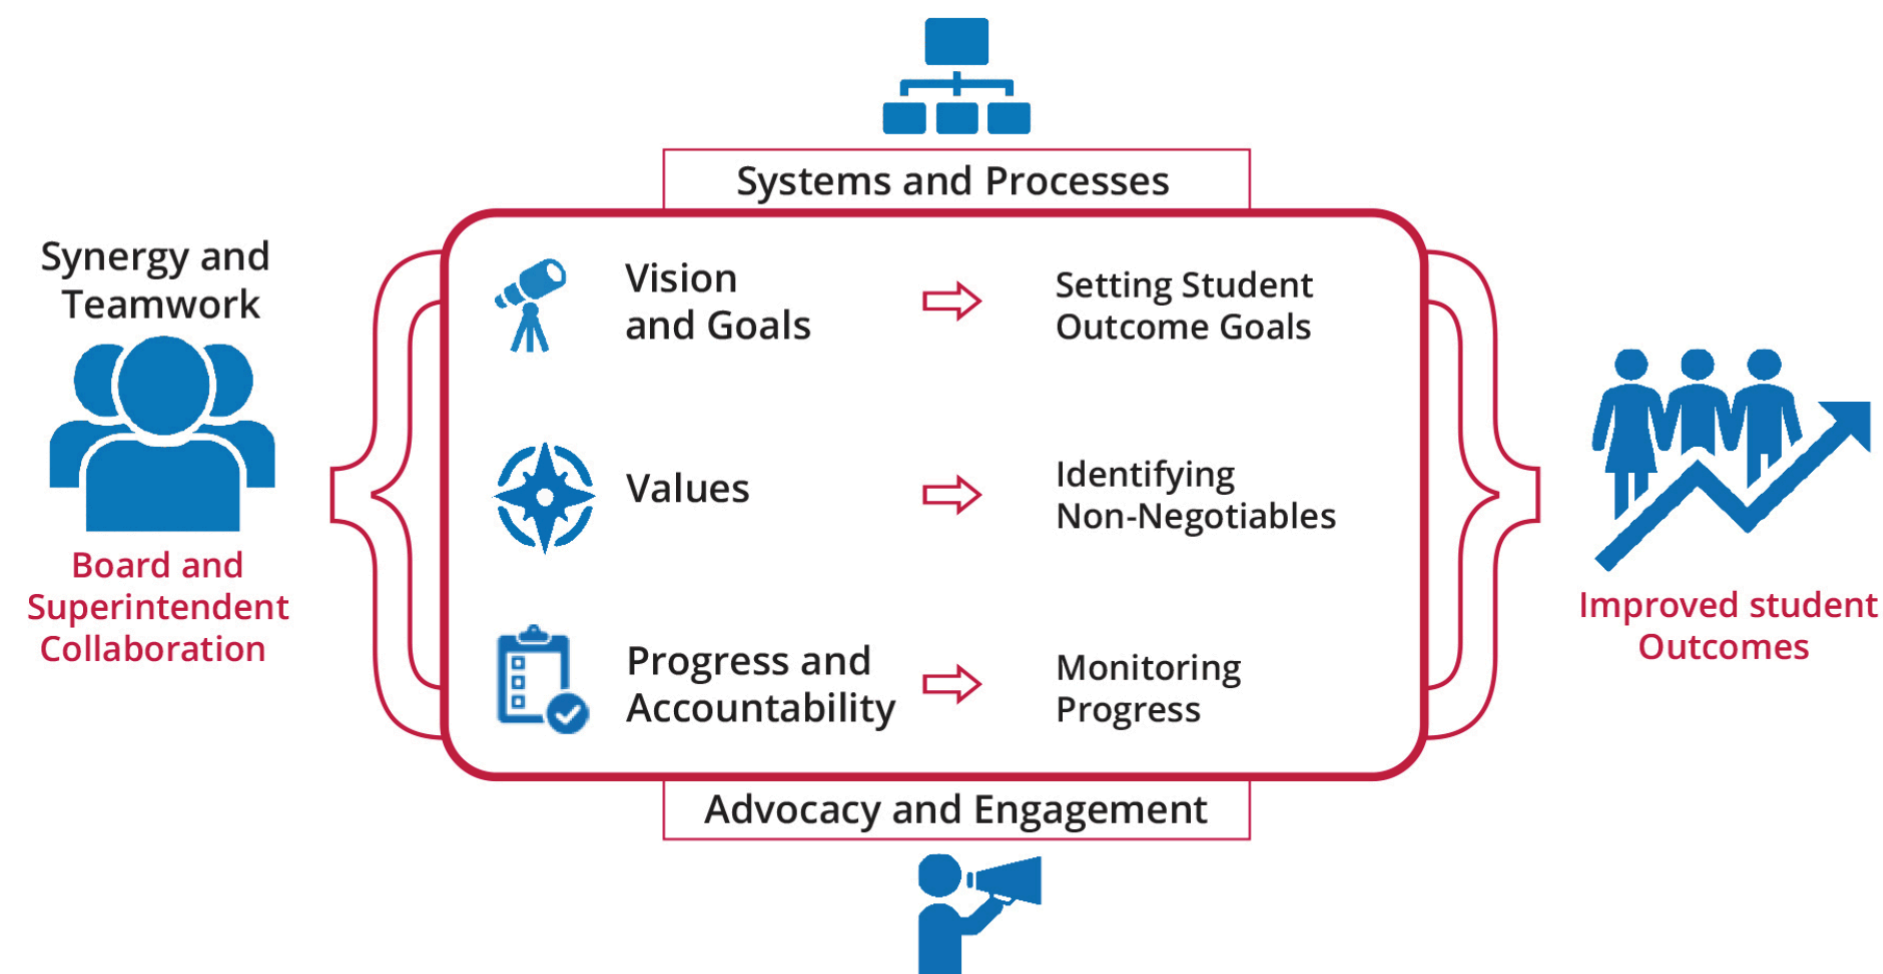 Systems and Processes
Synergy and
Teamwork
Board and
Superintendent
Collaboration
Vision
and Goals
Setting Student
Outcome Goals
Values
Identifying
Non-Negotiables
Progress and
Accountability
Monitoring
Progress
Improved student
Outcomes
Advocacy and Engagement